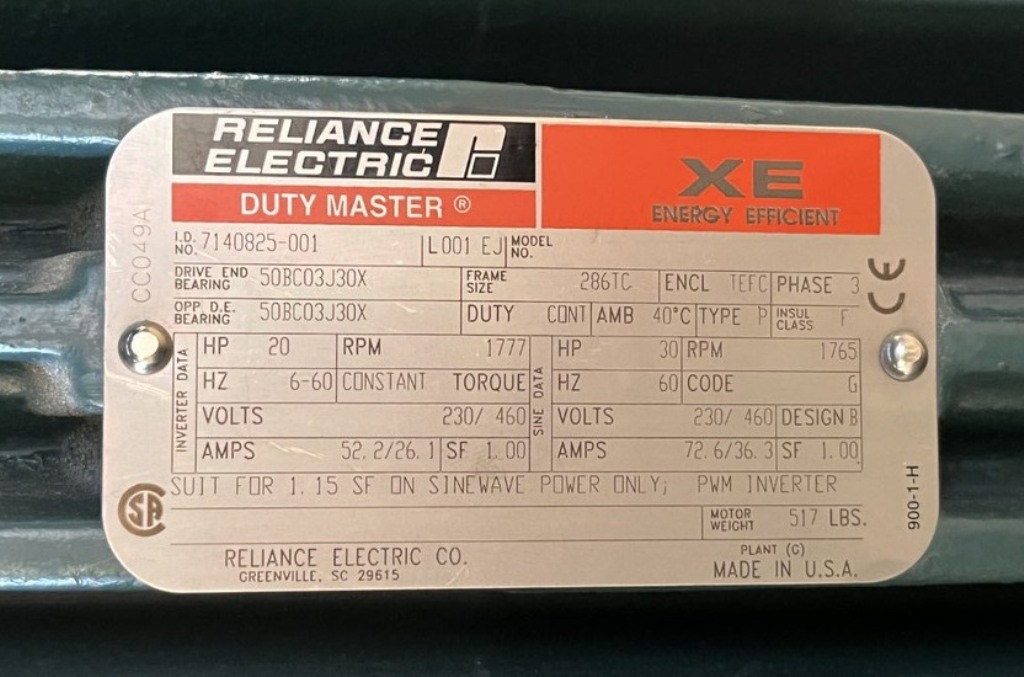 RELIANCE
ELECTRIC
DUTY MASTER ®
XE
ENERGY EFFICIENT
CC049A
I.D. NO. 7140825-001 L001 EJ MODEL NO.
DRIVE END BEARING 50BC03J30X FRAME SIZE 286TC ENCL TEFC PHASE 3
OPP D.E. BEARING 50BC03J30X DUTY CONT AMB 40°C TYPE P INSUL CLASS F
CE
INVERTER DATA
HP 20 RPM 1777
HZ 6-60 CONSTANT TORQUE
VOLTS 230/ 460
AMPS 52.2/26.1 SF 1.00
SINE DATA
HP 30 RPM 1765
HZ 60 CODE G
VOLTS 230/ 460 DESIGN B
AMPS 72.6/36.3 SF 1.00
SUIT FOR 1.15 SF ON SINEWAVE POWER ONLY; PWM INVERTER
SA
MOTOR WEIGHT 517 LBS.
900-1-H
RELIANCE ELECTRIC CO.
GREENVILLE, SC 29615
PLANT (G)
MADE IN U.S.A.